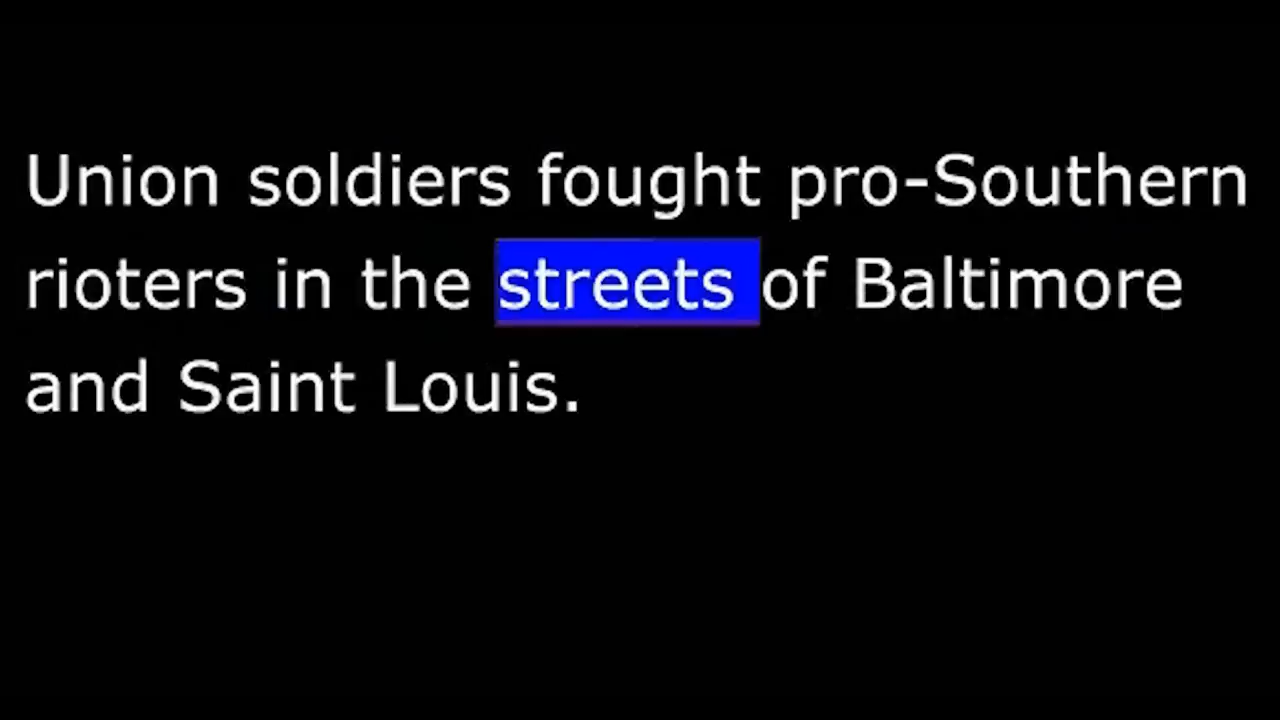 Union soldiers fought pro-Southern
rioters in the streets of Baltimore
and Saint Louis.